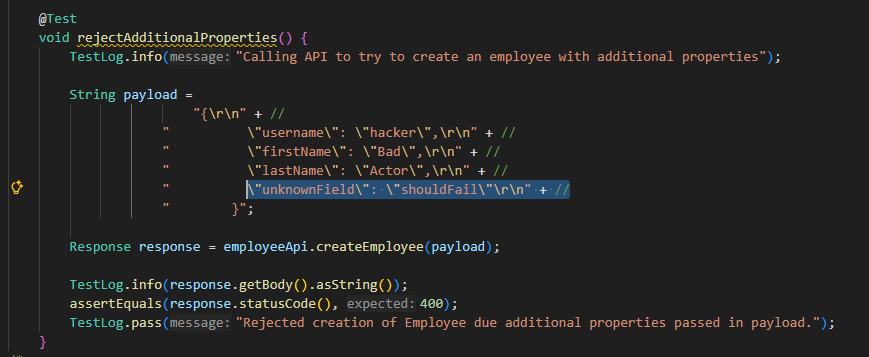 @Test
void rejectAdditionalProperties() {
TestLog.info(message: "Calling API to try to create an employee with additional properties");
String payload =
"{\r\n" + //
"          \"username\": \"hacker\",\r\n" + //
"          \"firstName\": \"Bad\",\r\n" + //
"          \"lastName\": \"Actor\",\r\n" + //
"          \"unknownField\": \"shouldFail\"\r\n" + //
"        }";
Response response = employeeApi.createEmployee(payload);
TestLog.info(response.getBody().asString());
assertEquals(response.statusCode(), expected: 400);
TestLog.pass(message: "Rejected creation of Employee due additional properties passed in payload.");
}